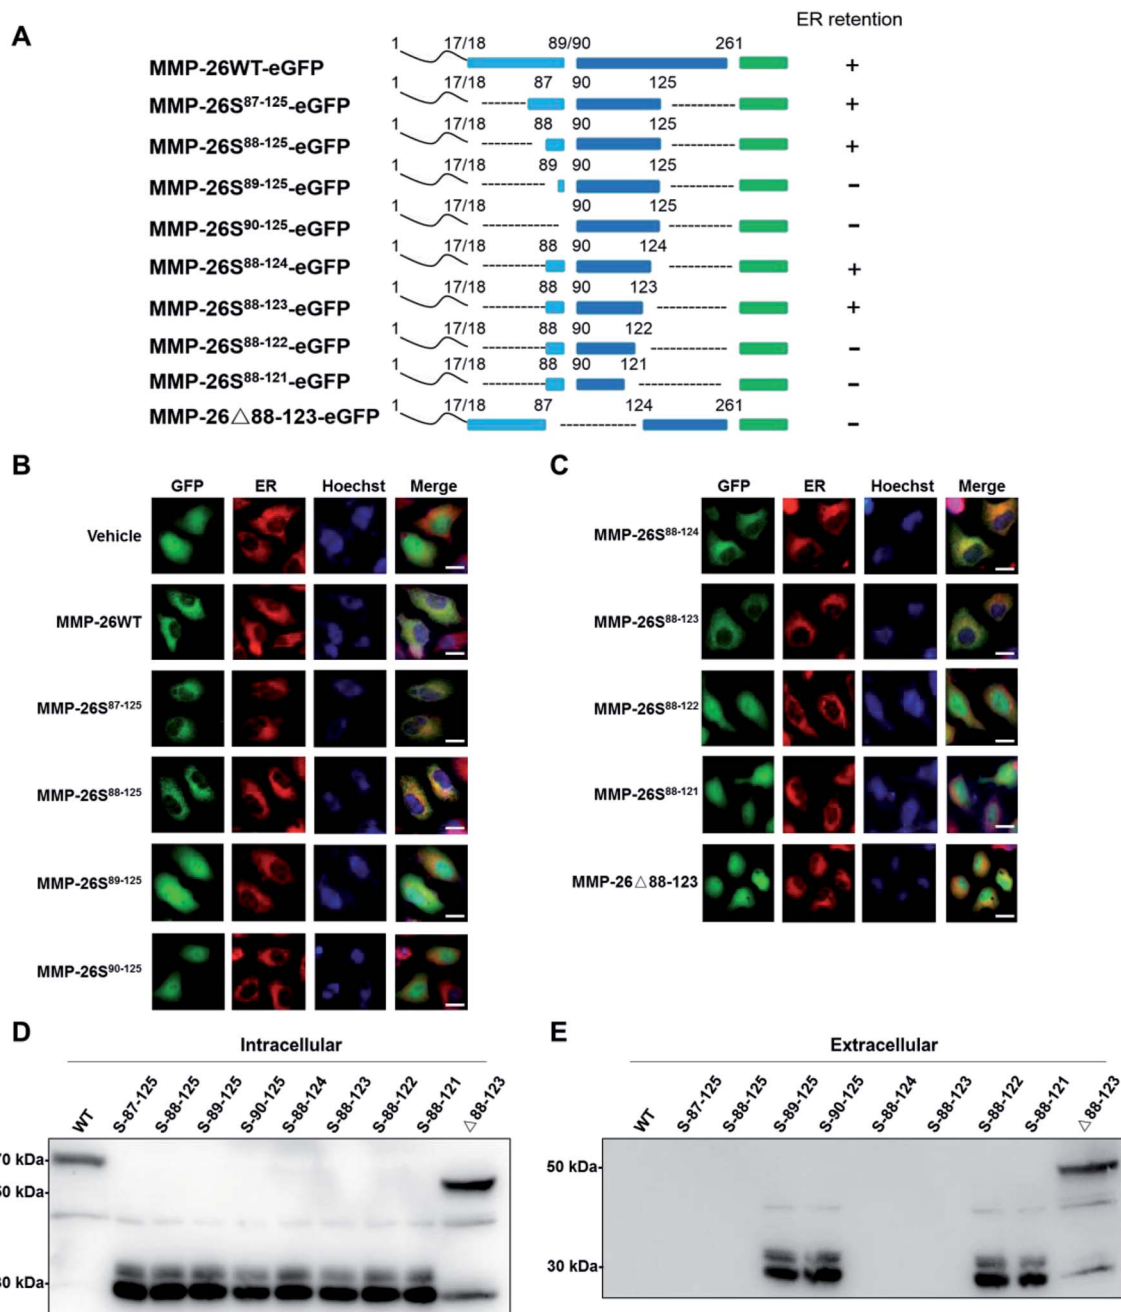 ER retention
A
1 17/18 89/90 261
MMP-26WT-eGFP +
1 17/18 87 90 125
MMP-26S87-125-eGFP +
1 17/18 88 90 125
MMP-26S88-125-eGFP +
1 17/18 89 90 125
MMP-26S89-125-eGFP –
1 17/18 90 125
MMP-26S90-125-eGFP –
1 17/18 88 90 124
MMP-26S88-124-eGFP +
1 17/18 88 90 123
MMP-26S88-123-eGFP +
1 17/18 88 90 122
MMP-26S88-122-eGFP –
1 17/18 88 90 121
MMP-26S88-121-eGFP –
1 17/18 87 124 261
MMP-26△88-123-eGFP –
B
GFP ER Hoechst Merge
Vehicle
MMP-26WT
MMP-26S87-125
MMP-26S88-125
MMP-26S89-125
MMP-26S90-125
C
GFP ER Hoechst Merge
MMP-26S88-124
MMP-26S88-123
MMP-26S88-122
MMP-26S88-121
MMP-26△88-123
D
Intracellular
WT S-87-125 S-88-125 S-89-125 S-90-125 S-88-124 S-88-123 S-88-122 S-88-121 △88-123
70 kDa-
50 kDa-
30 kDa-
E
Extracellular
WT S-87-125 S-88-125 S-89-125 S-90-125 S-88-124 S-88-123 S-88-122 S-88-121 △88-123
50 kDa-
30 kDa-